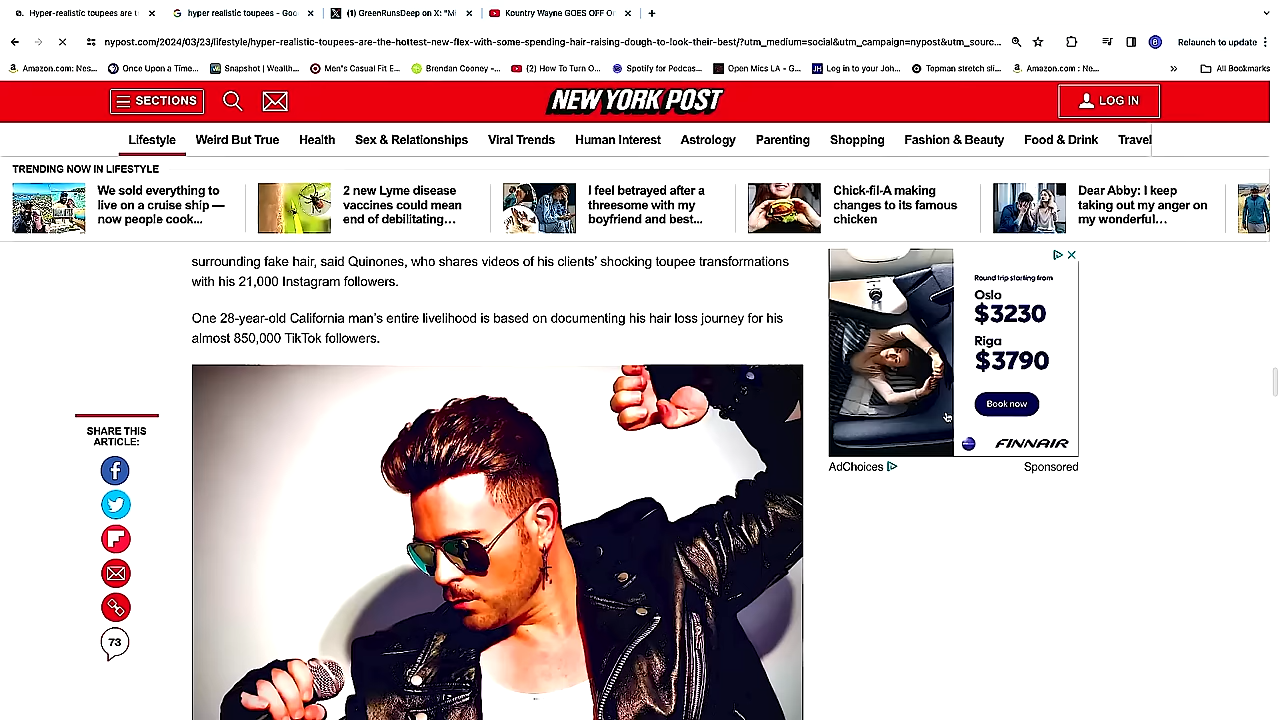 Hyper-realistic toupees are
hyper realistic toupees - Goo
(1) GreenRunsDeep on X: "Mi
Kountry Wayne GOES OFF O
nypost.com/2024/03/23/lifestyle/hyper-realistic-toupees-are-the-hottest-new-flex-with-some-spending-hair-raising-dough-to-look-their-best/?utm_medium=social&utm_campaign=nypost&utm_sourc...
Relaunch to update
Amazon.com: Nes...
Once Upon a Time...
Snapshot | Wealth...
Men"s Casual Fit E...
Brendan Cooney -...
(2) How To Turn O...
Spotify for Podcas...
Open Mics LA - G...
Log in to your Joh...
Topman stretch sli...
Amazon.com : Ne...
»
All Bookmarks
SECTIONS
NEW YORK POST
LOG IN
Lifestyle Weird But True Health Sex & Relationships Viral Trends Human Interest Astrology Parenting Shopping Fashion & Beauty Food & Drink Travel
TRENDING NOW IN LIFESTYLE
We sold everything to
live on a cruise ship —
now people cook...
2 new Lyme disease
vaccines could mean
end of debilitating...
I feel betrayed after a
threesome with my
boyfriend and best...
Chick-fil-A making
changes to its famous
chicken
Dear Abby: I keep
taking out my anger on
my wonderful...
surrounding fake hair, said Quinones, who shares videos of his clients' shocking toupee transformations
with his 21,000 Instagram followers.
One 28-year-old California man's entire livelihood is based on documenting his hair loss journey for his
almost 850,000 TikTok followers.
SHARE THIS
ARTICLE:
73
Round trip starting from
Oslo
$3230
Riga
$3790
Book now
FINNAIR
AdChoices
Sponsored